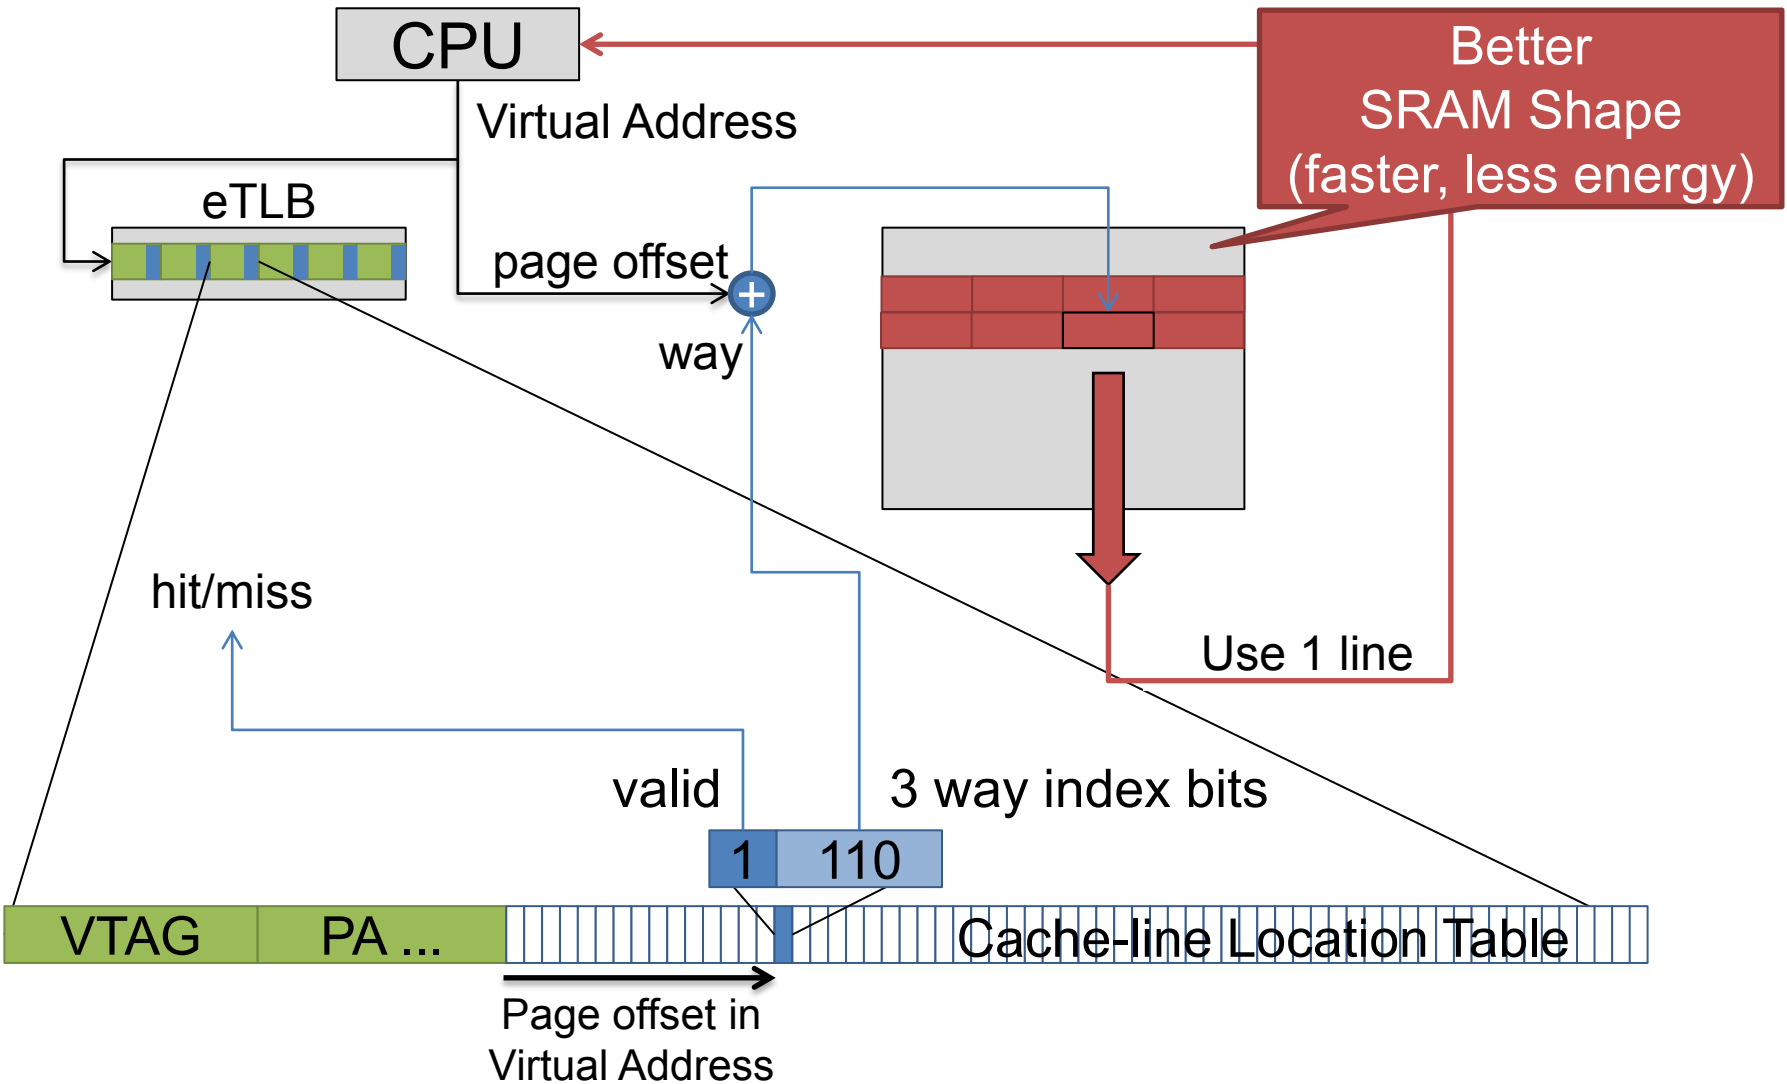 CPU
Better
SRAM Shape
(faster, less energy)
Virtual Address
eTLB
page offset
+
way
hit/miss
Use 1 line
valid
3 way index bits
1
110
VTAG
PA ...
Cache-line Location Table
Page offset in
Virtual Address